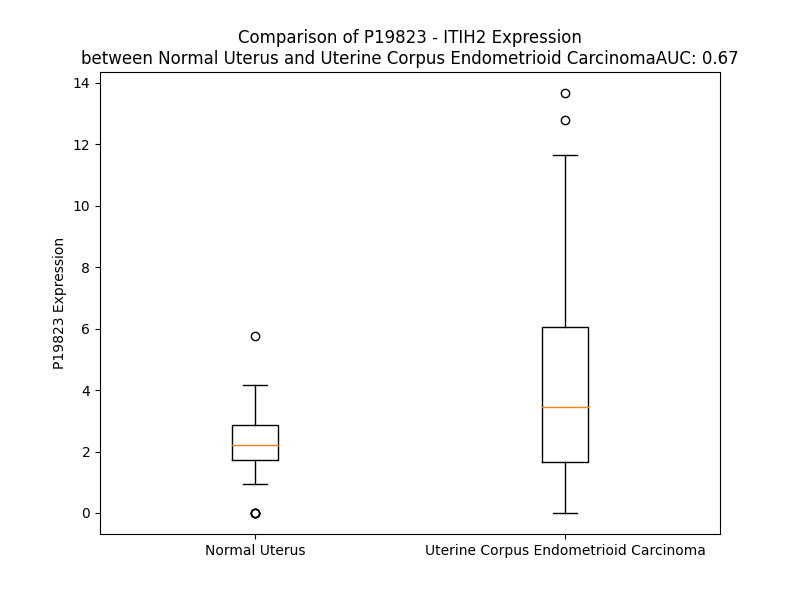 Comparison of P19823 - ITIH2 Expression
between Normal Uterus and Uterine Corpus Endometrioid CarcinomaAUC: 0.67
14
12
10
8
6
4
2
0
P19823 Expression
Normal Uterus
Uterine Corpus Endometrioid Carcinoma